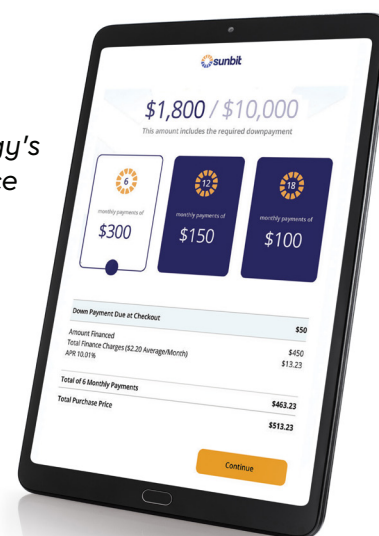 sunbit
$1,800 / $10,000
This amount includes the required downpayment
gy's
ce
6
monthly payments of
$300
12
monthly payments of
$150
18
monthly payments of
$100
Down Payment Due at Checkout $50
Amount Financed $450
Total Finance Charges ($2.20 Average/Month) $13.23
APR 10.01%
Total of 6 Monthly Payments $463.23
Total Purchase Price $513.23
Continue